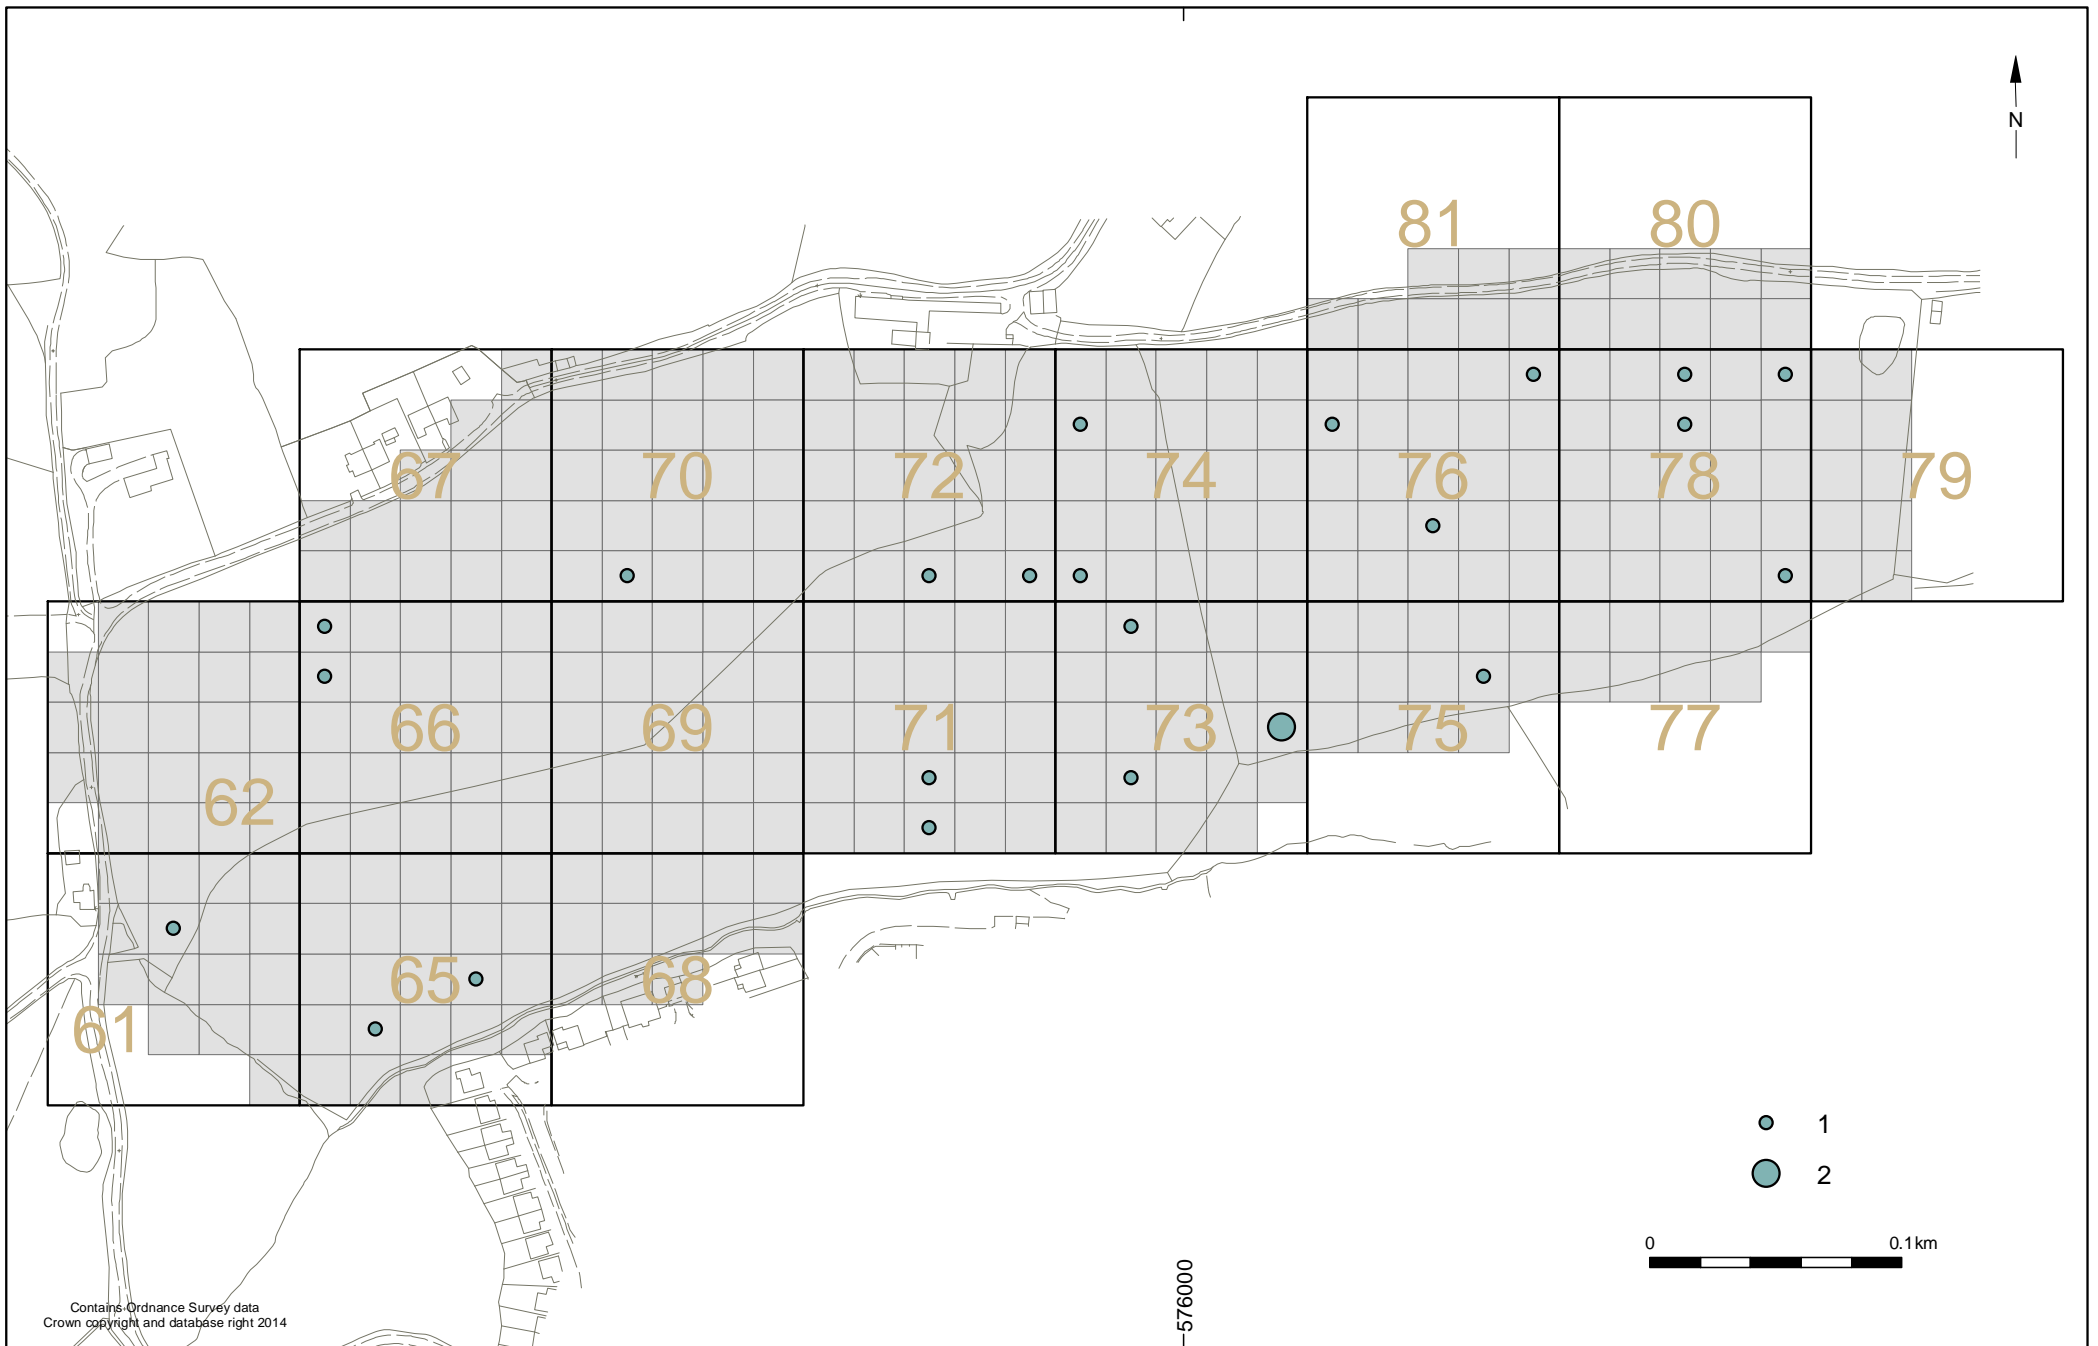 N
81 80
67 70 72 74 76 78 79
66 69 71 73 75 77
62
65 68
61
1
2
0 0.1km
576000
Contains Ordnance Survey data
Crown copyright and database right 2014